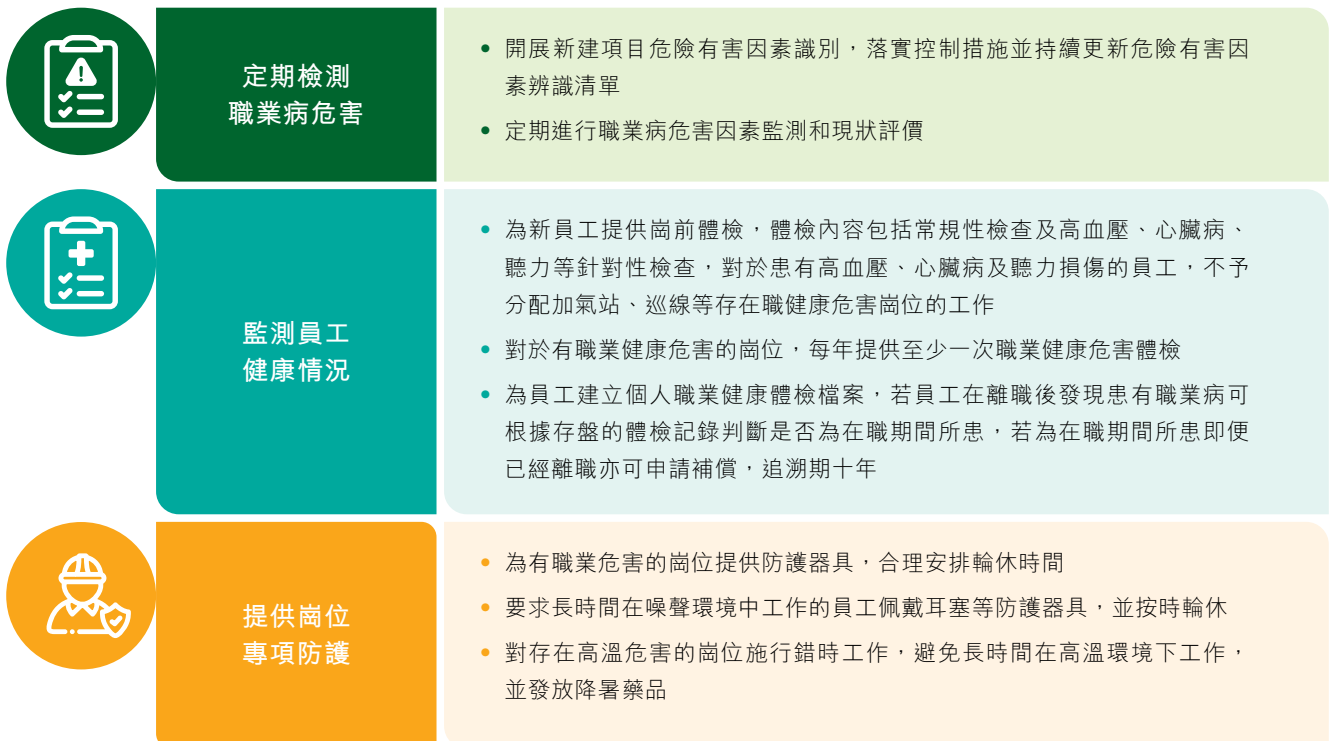 定期檢測
職業病危害
• 開展新建項目危險有害因素識別，落實控制措施並持續更新危險有害因
素辨識清單
• 定期進行職業病危害因素監測和現狀評價
監測員工
健康情況
• 為新員工提供崗前體檢，體檢內容包括常規性檢查及高血壓、心臟病、
聽力等針對性檢查，對於患有高血壓、心臟病及聽力損傷的員工，不予
分配加氣站、巡線等存在職健康危害崗位的工作
• 對於有職業健康危害的崗位，每年提供至少一次職業健康危害體檢
• 為員工建立個人職業健康體檢檔案，若員工在離職後發現患有職業病可
根據存盤的體檢記錄判斷是否為在職期間所患，若為在職期間所患即便
已經離職亦可申請補償，追溯期十年
提供崗位
專項防護
• 為有職業危害的崗位提供防護器具，合理安排輪休時間
• 要求長時間在噪聲環境中工作的員工佩戴耳塞等防護器具，並按時輪休
• 對存在高溫危害的崗位施行錯時工作，避免長時間在高溫環境下工作，
並發放降暑藥品